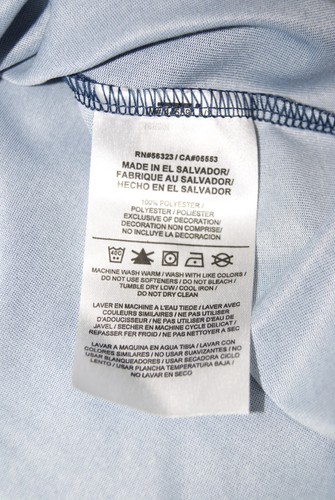 RN#56323 / CA#05553
MADE IN EL SALVADOR/
FABRIQUE AU SALVADOR/
HECHO EN EL SALVADOR
100% POLYESTER /
POLYESTER / POLIESTER
EXCLUSIVE OF DECORATION/
DECORATION NON COMPRISE/
NO INCLUYE LA DECORACION
40C
MACHINE WASH WARM / WASH WITH LIKE COLORS /
DO NOT USE SOFTENERS / DO NOT BLEACH /
TUMBLE DRY LOW / COOL IRON /
DO NOT DRY CLEAN
LAVER EN MACHINE A L'EAU TIEDE / LAVER AVEC
COULEURS SIMILAIRES / NE PAS UTILISER
D'ADOUCISSEUR / NE PAS UTILISER D'EAU DE
JAVEL / SECHER EN MACHINE CYCLE DELICAT /
REPASSER FER FROID / NE PAS NETTOYER A SEC
LAVAR A MAQUINA EN AGUA TIBIA / LAVAR CON
COLORES SIMILARES / NO USAR SUAVIZANTES / NO
USAR BLANQUEADORES / USAR SECADORA CICLO
LENTO / USAR PLANCHA TEMPERATURA BAJA /
NO LAVAR EN SECO